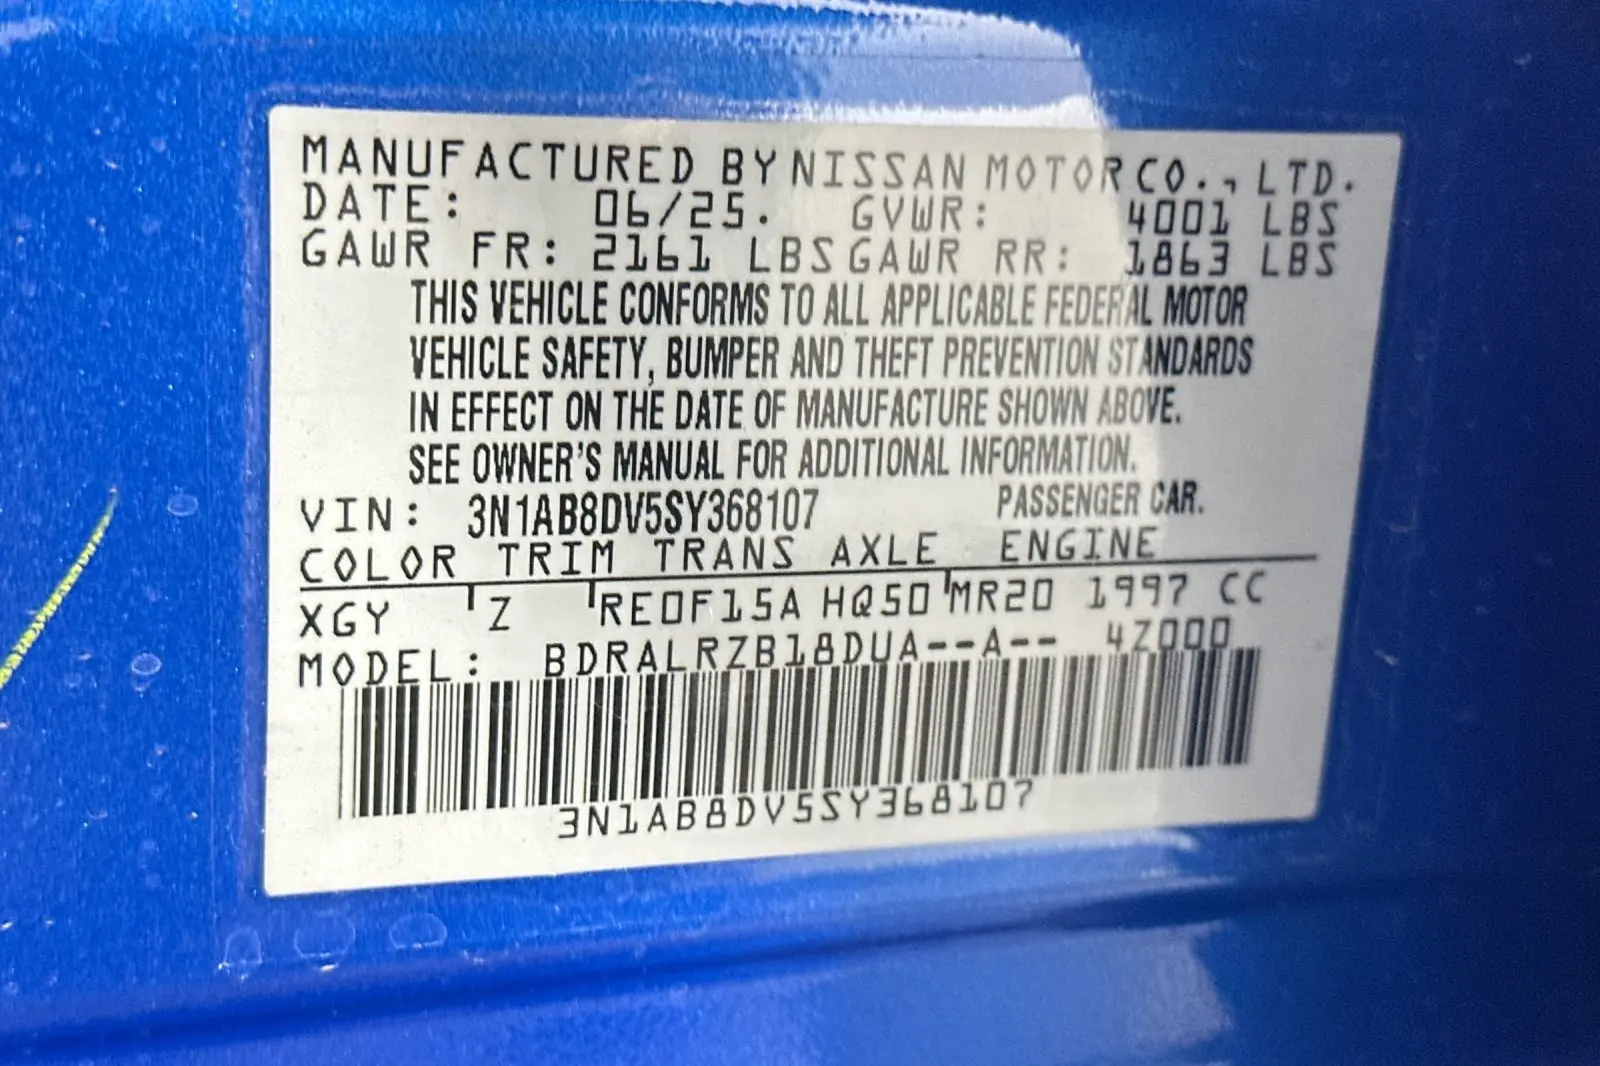 MANUFACTURED BY NISSAN MOTOR CO., LTD.
DATE: 06/25. GVWR: 4001 LBS
GAWR FR: 2161 LBS GAWR RR: 1863 LBS
THIS VEHICLE CONFORMS TO ALL APPLICABLE FEDERAL MOTOR
VEHICLE SAFETY, BUMPER AND THEFT PREVENTION STANDARDS
IN EFFECT ON THE DATE OF MANUFACTURE SHOWN ABOVE.
SEE OWNER'S MANUAL FOR ADDITIONAL INFORMATION.
VIN: 3N1AB8DV5SY368107 PASSENGER CAR.
COLOR TRIM TRANS AXLE ENGINE
XGY Z RE0F15A HQ50 MR20 1997 CC
MODEL: BDRALRZB18DUA--A-- 4Z000
3N1AB8DV5SY368107